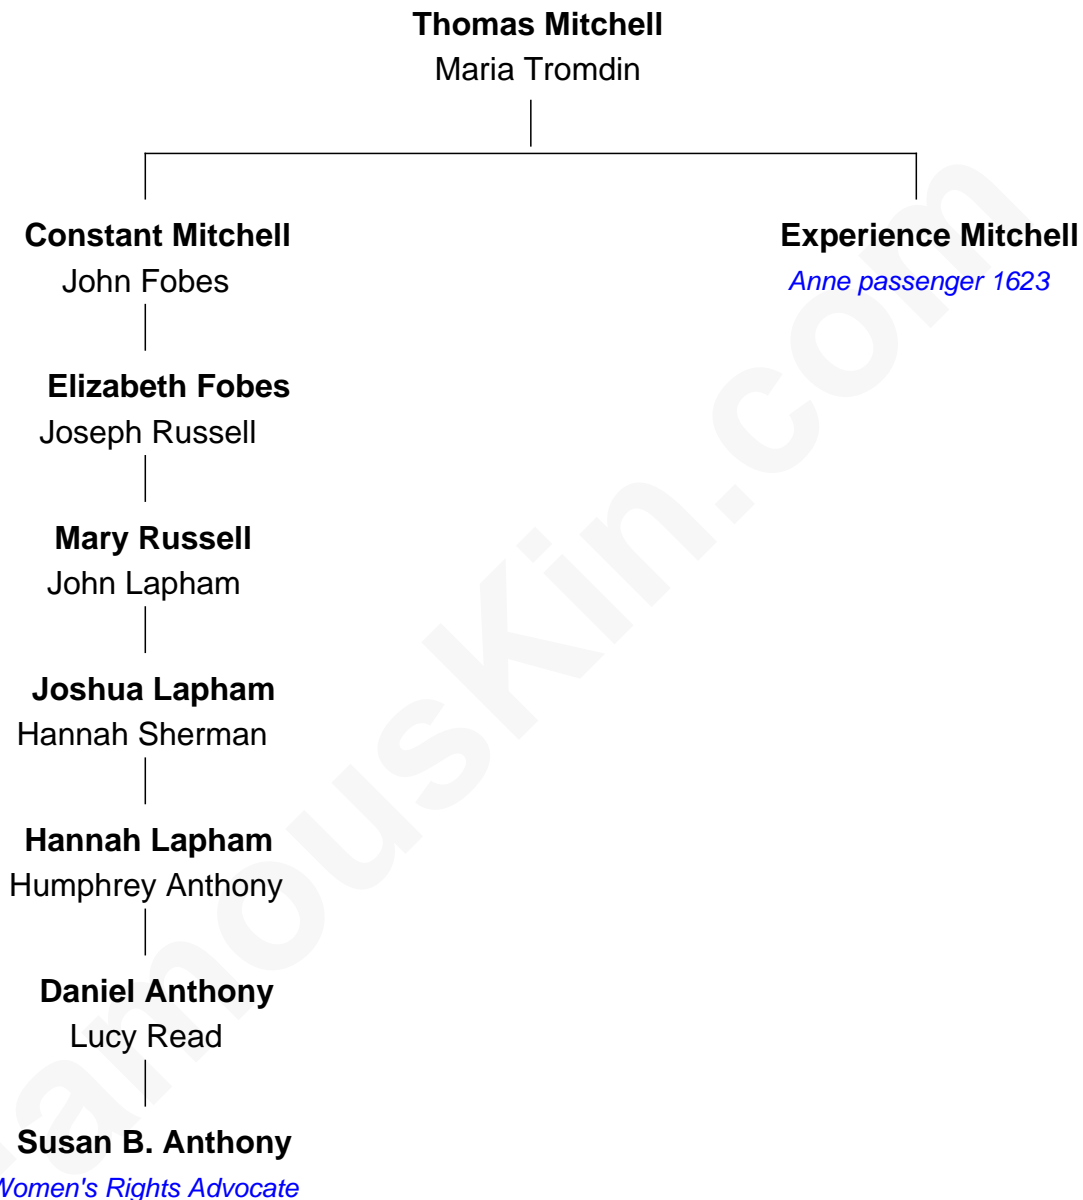 Thomas Mitchell
Maria Tromdin
Constant Mitchell
John Fobes
Experience Mitchell
Anne passenger 1623
Elizabeth Fobes
Joseph Russell
Mary Russell
John Lapham
Joshua Lapham
Hannah Sherman
Hannah Lapham
Humphrey Anthony
Daniel Anthony
Lucy Read
Susan B. Anthony
Women's Rights Advocate
FamousKin.com